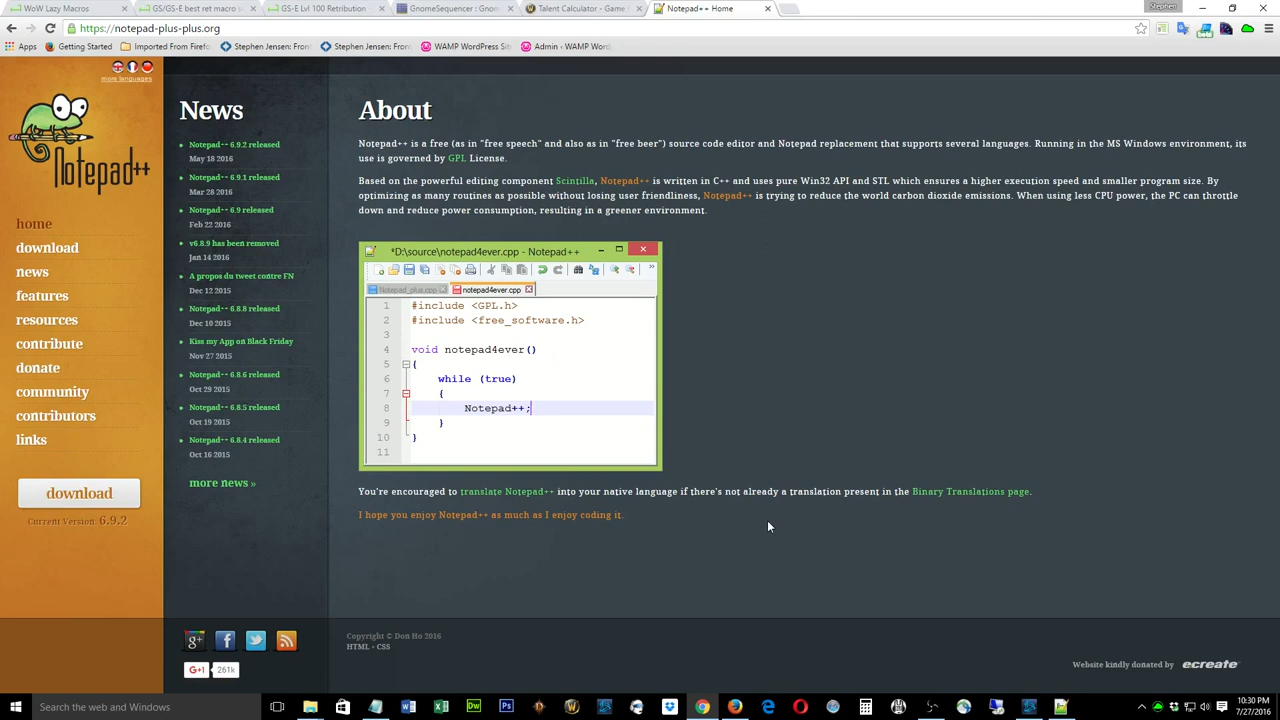 WoW Lazy Macros
GS/GS-E best ret macro s
GS-E Lvl 100 Retribution
GnomeSequencer : Gnom
Talent Calculator - Game
Notepad++ Home
Stephen
https://notepad-plus-plus.org
Apps
Getting Started
Imported From Firefo
Stephen Jensen: Fron
Stephen Jensen: Fron
WAMP WordPress Sit
Admin ‹ WAMP Word
more languages
Notepad++
home
download
news
features
resources
contribute
donate
community
contributors
links
download
Current Version: 6.9.2
News
Notepad++ 6.9.2 released
May 18 2016
Notepad++ 6.9.1 released
Mar 28 2016
Notepad++ 6.9 released
Feb 22 2016
v6.8.9 has been removed
Jan 14 2016
A propos du tweet contre FN
Dec 12 2015
Notepad++ 6.8.8 released
Dec 10 2015
Kiss my App on Black Friday
Nov 27 2015
Notepad++ 6.8.6 released
Oct 29 2015
Notepad++ 6.8.5 released
Oct 19 2015
Notepad++ 6.8.4 released
Oct 16 2015
more news »
About
Notepad++ is a free (as in "free speech" and also as in "free beer") source code editor and Notepad replacement that supports several languages. Running in the MS Windows environment, its
use is governed by GPL License.
Based on the powerful editing component Scintilla, Notepad++ is written in C++ and uses pure Win32 API and STL which ensures a higher execution speed and smaller program size. By
optimizing as many routines as possible without losing user friendliness, Notepad++ is trying to reduce the world carbon dioxide emissions. When using less CPU power, the PC can throttle
down and reduce power consumption, resulting in a greener environment.
*D:\source\notepad4ever.cpp - Notepad++
Notepad_plus.cpp
notepad4ever.cpp
1 #include <GPL.h>
2 #include <free_software.h>
3
4 void notepad4ever()
5 {
6 while (true)
7 {
8 Notepad++;
9 }
10 }
11
You're encouraged to translate Notepad++ into your native language if there's not already a translation present in the Binary Translations page.
I hope you enjoy Notepad++ as much as I enjoy coding it.
g+
G+1 261k
Copyright © Don Ho 2016
HTML - CSS
Website kindly donated by ecreate
Search the web and Windows
10:30 PM
7/27/2016